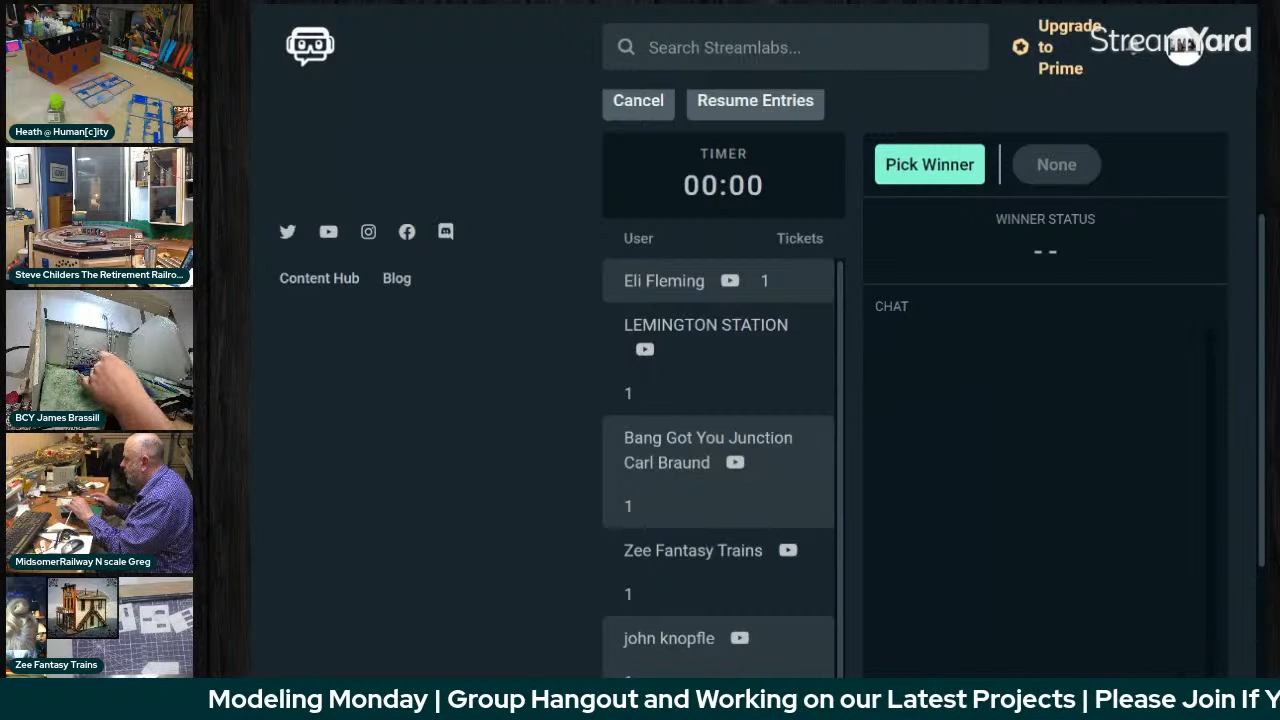 Heath @ Human[c]ity
Steve Childers The Retirement Railro...
BCY James Brassill
MidsomerRailway N scale Greg
Zee Fantasy Trains
Search Streamlabs...
Upgrade
to
Prime
StreamYard
Cancel
Resume Entries
TIMER
00:00
User
Tickets
Eli Fleming 1
LEMINGTON STATION
1
Bang Got You Junction
Carl Braund
1
Zee Fantasy Trains
1
john knopfle
Pick Winner
None
WINNER STATUS
--
CHAT
Content Hub
Blog
Modeling Monday | Group Hangout and Working on our Latest Projects | Please Join If Y